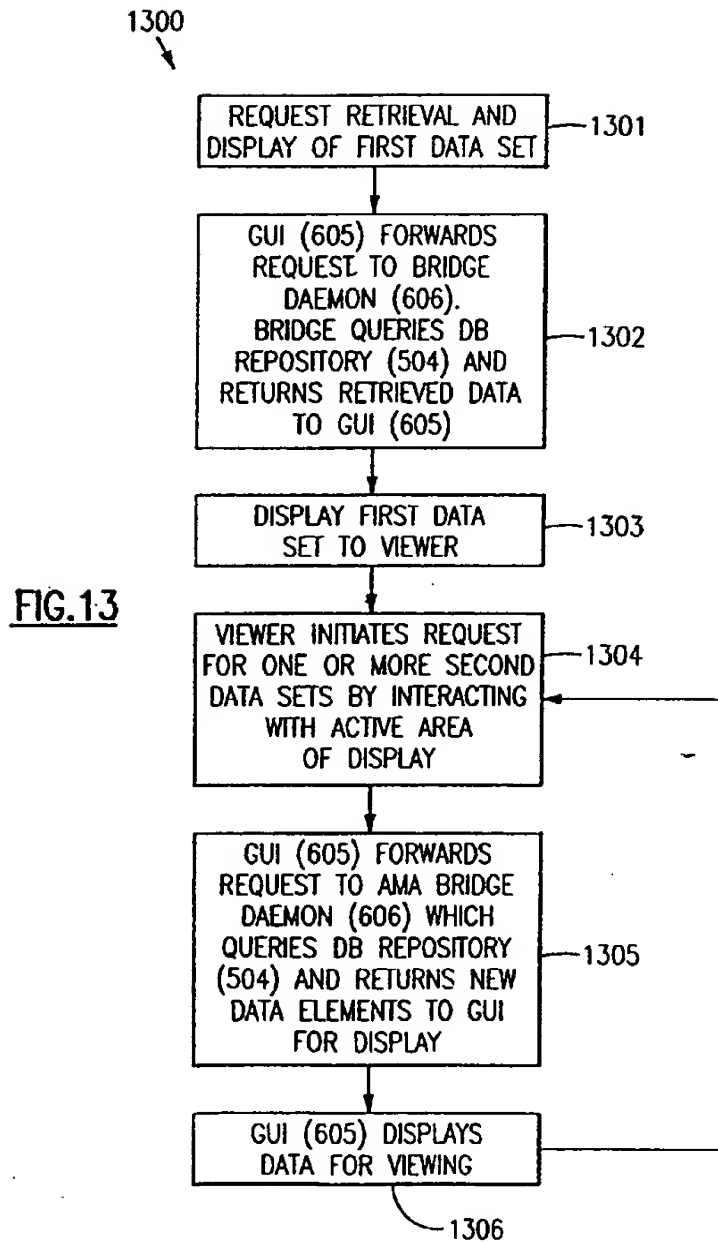 1300
REQUEST RETRIEVAL AND
DISPLAY OF FIRST DATA SET
1301
GUI (605) FORWARDS
REQUEST TO BRIDGE
DAEMON (606).
BRIDGE QUERIES DB
REPOSITORY (504) AND
RETURNS RETRIEVED DATA
TO GUI (605)
1302
DISPLAY FIRST DATA
SET TO VIEWER
1303
FIG.13
VIEWER INITIATES REQUEST
FOR ONE OR MORE SECOND
DATA SETS BY INTERACTING
WITH ACTIVE AREA
OF DISPLAY
1304
GUI (605) FORWARDS
REQUEST TO AMA BRIDGE
DAEMON (606) WHICH
QUERIES DB REPOSITORY
(504) AND RETURNS NEW
DATA ELEMENTS TO GUI
FOR DISPLAY
1305
GUI (605) DISPLAYS
DATA FOR VIEWING
1306